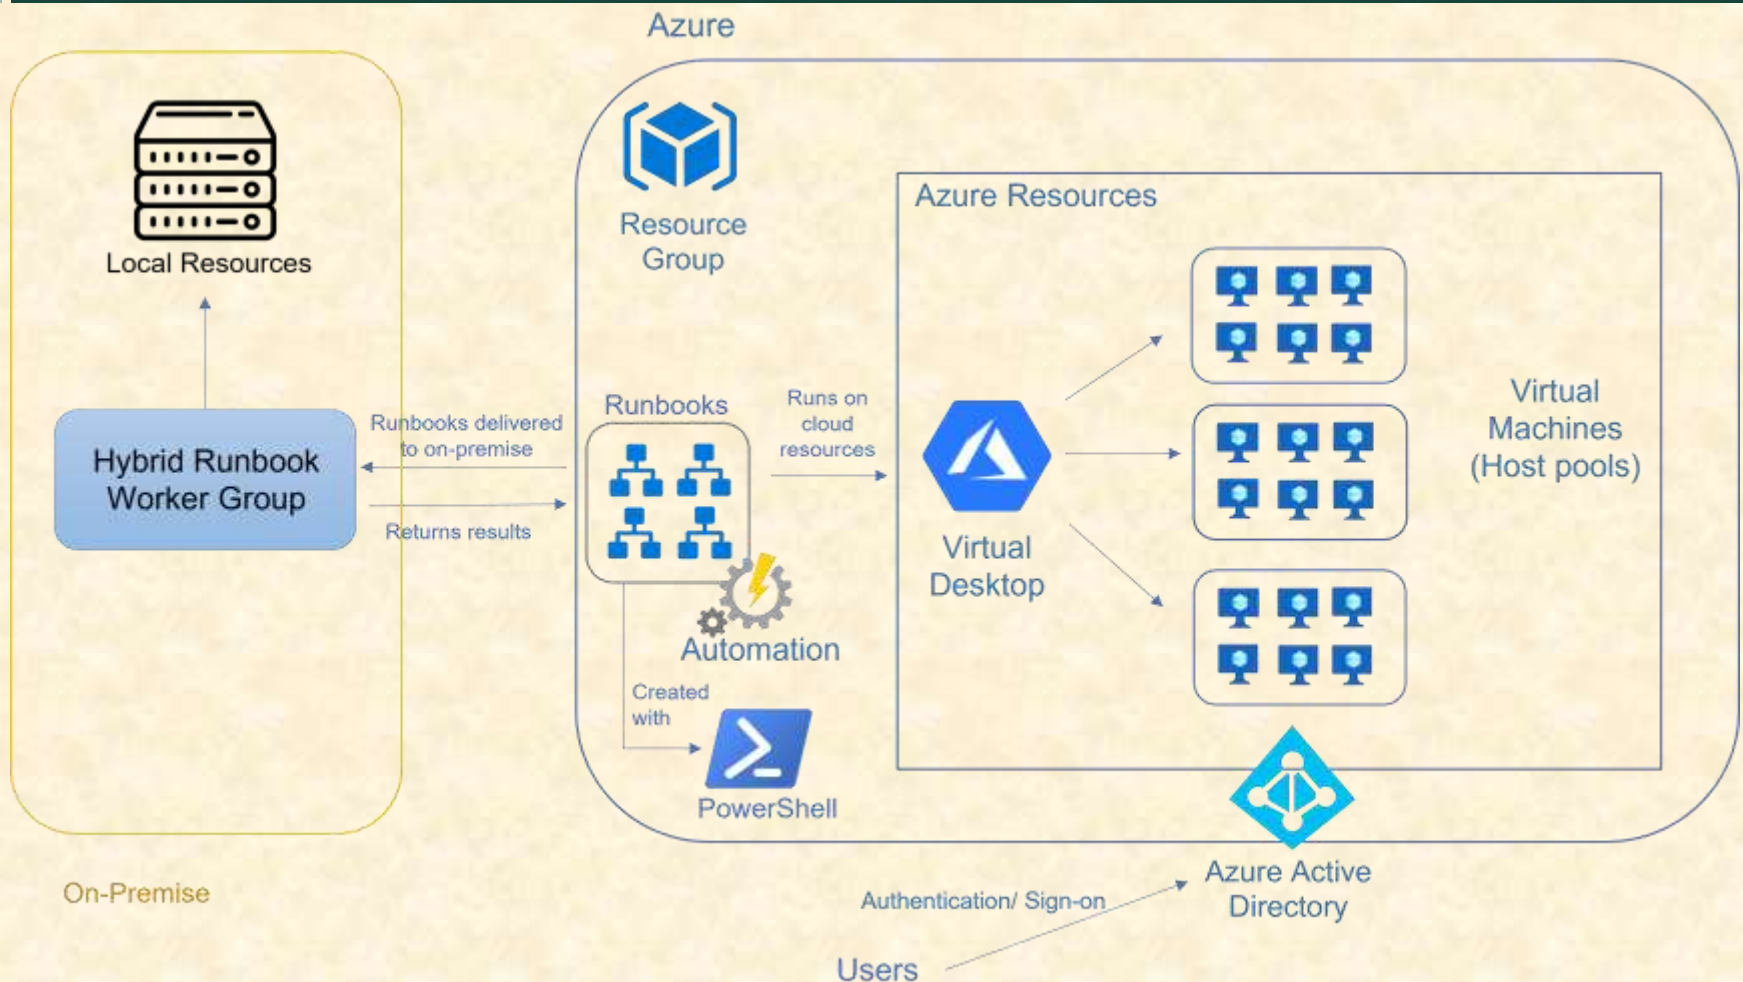 Azure
Local Resources
Hybrid Runbook
Worker Group
On-Premise
Runbooks delivered
to on-premise
Returns results
Resource
Group
Runbooks
Automation
Created
with
PowerShell
Runs on
cloud
resources
Azure Resources
Virtual
Desktop
Virtual
Machines
(Host pools)
Azure Active
Directory
Authentication/ Sign-on
Users